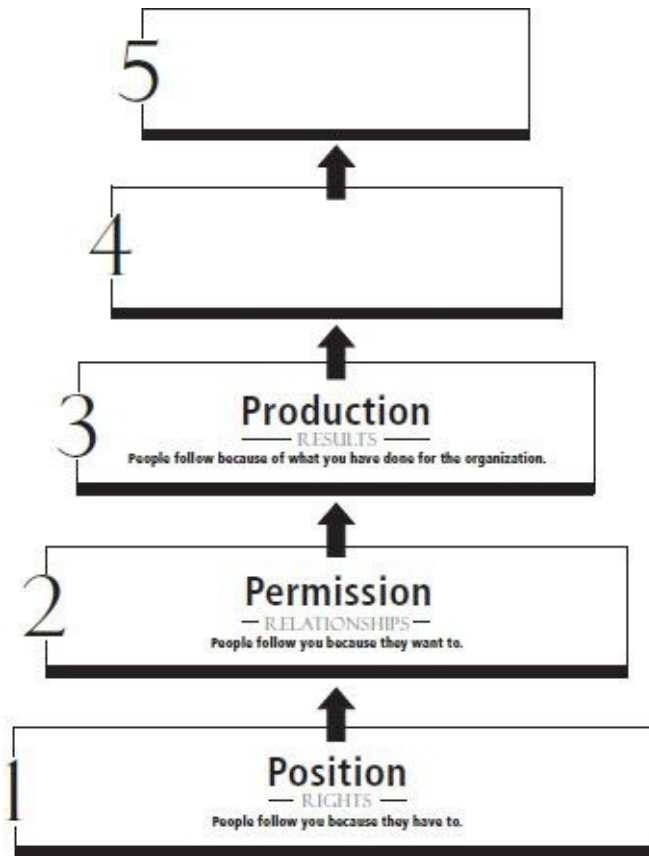 5
4
3
Production
RESULTS
People follow because of what you have done for the organization.
2
Permission
RELATIONSHIPS
People follow you because they want to.
1
Position
RIGHTS
People follow you because they have to.